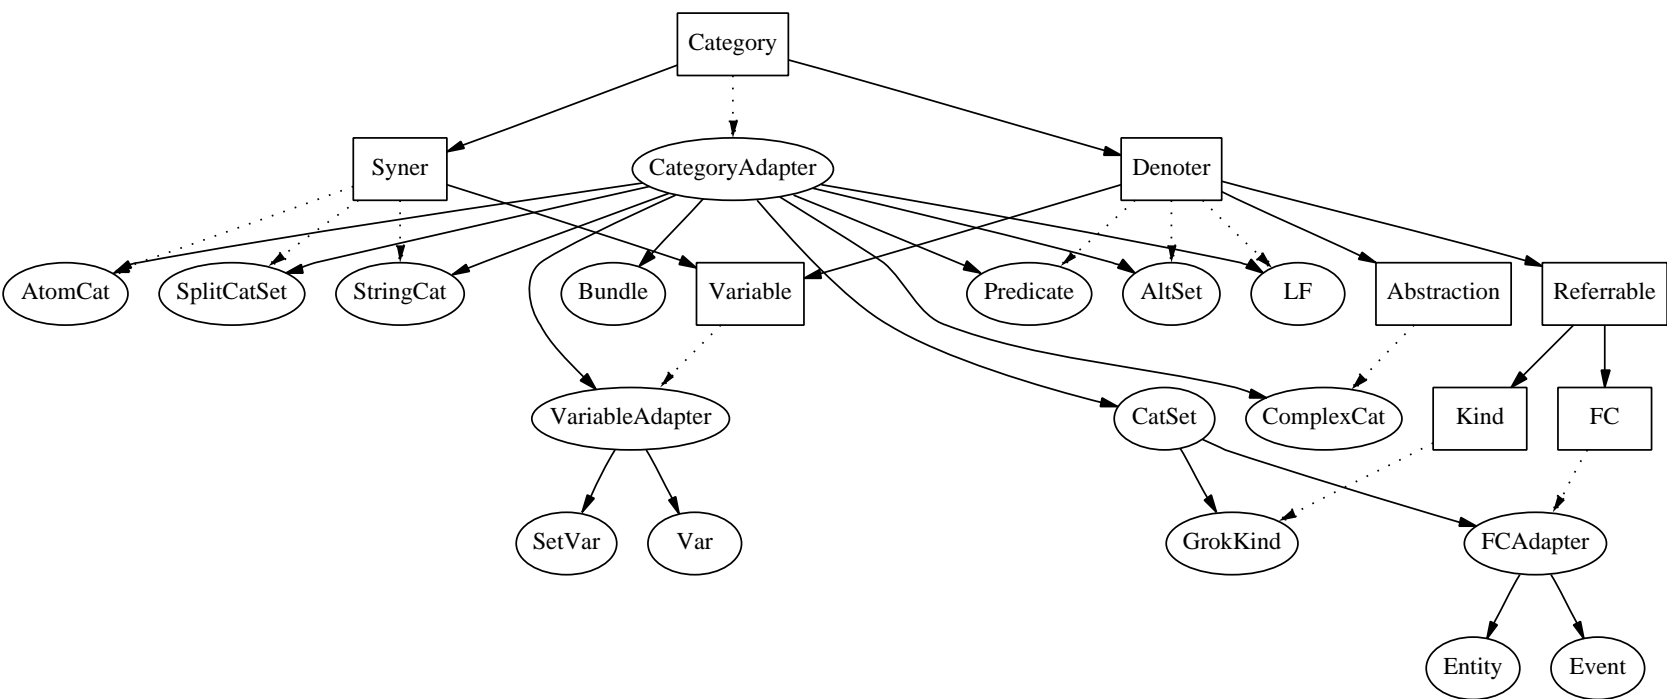 Category
Syner
CategoryAdapter
Denoter
AtomCat
SplitCatSet
StringCat
Bundle
Variable
Predicate
AltSet
LF
Abstraction
Referrable
VariableAdapter
CatSet
ComplexCat
Kind
FC
SetVar
Var
GrokKind
FCAdapter
Entity
Event